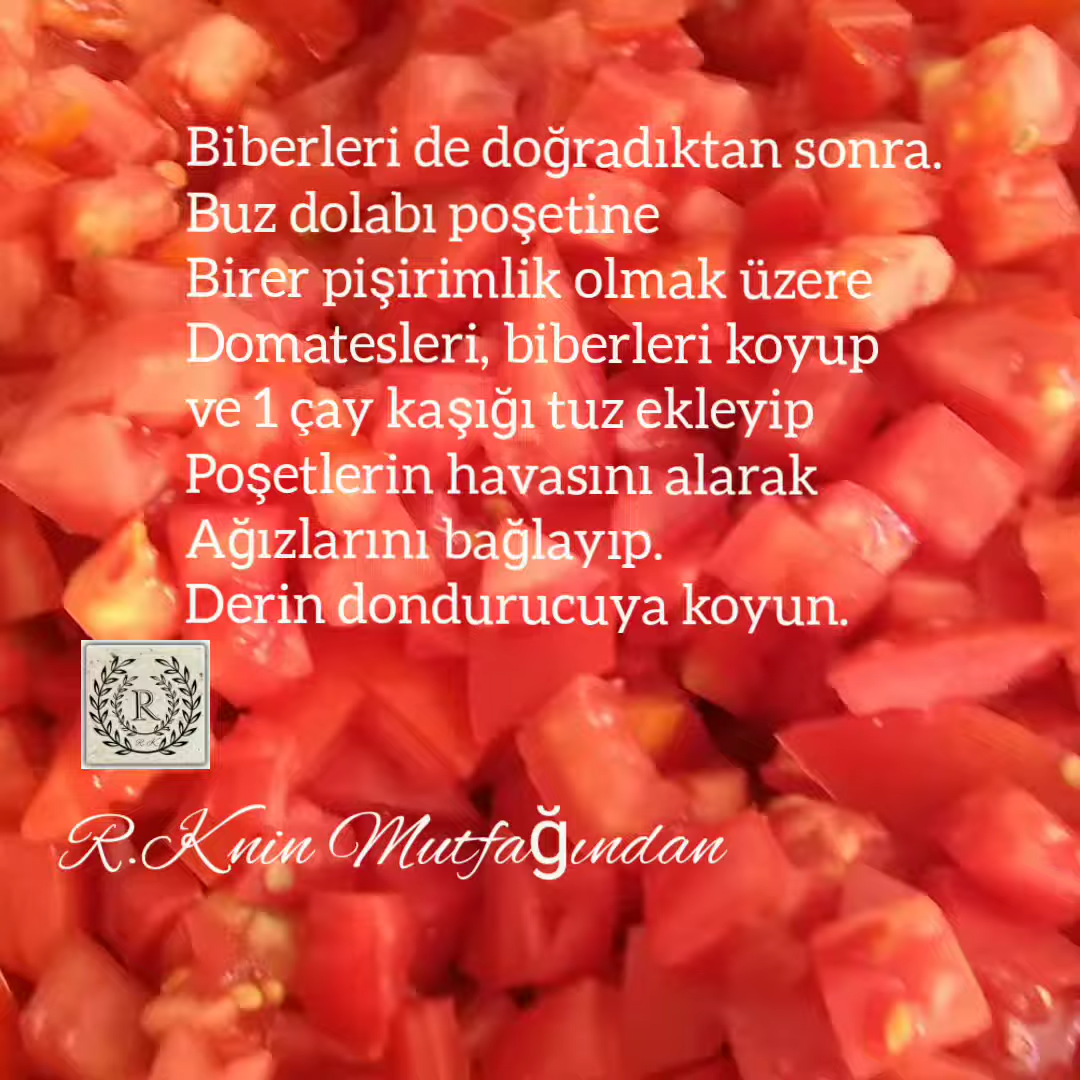 Biberleri de doğradıktan sonra.
Buz dolabı poşetine
Birer pişirimlik olmak üzere
Domatesleri, biberleri koyup
ve 1 çay kaşığı tuz ekleyip
Poşetlerin havasını alarak
Ağızlarını bağlayıp.
Derin dondurucuya koyun.
R
R.K
R.Knin Mutfağından